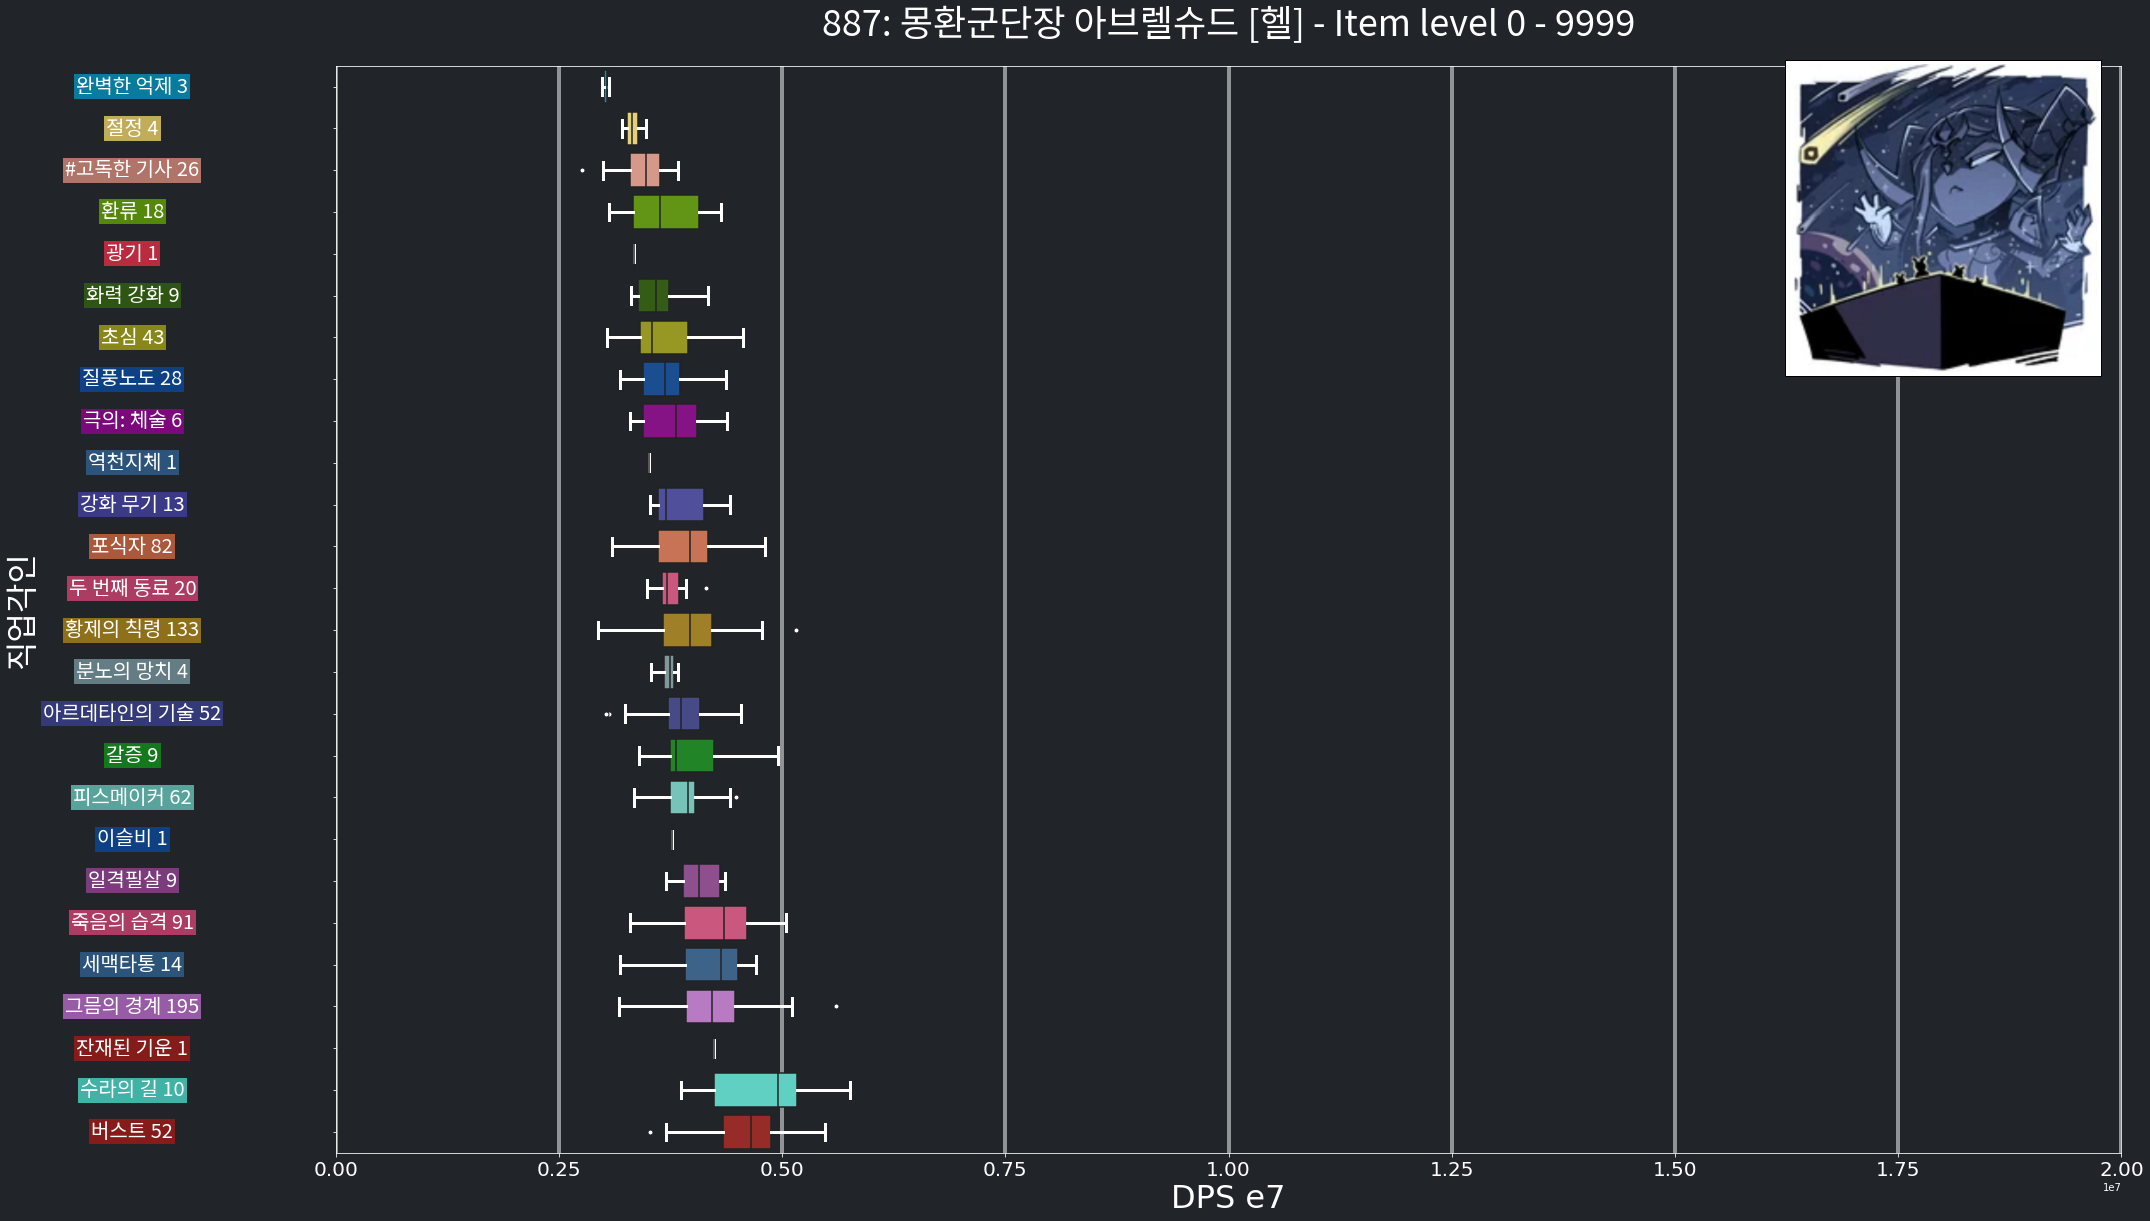 887: 몽환군단장 아브렐슈드 [헬] - Item level 0 - 9999
직업각인
완벽한 억제 3
절정 4
#고독한 기사 26
환류 18
광기 1
화력 강화 9
초심 43
질풍노도 28
극의: 체술 6
역천지체 1
강화 무기 13
포식자 82
두 번째 동료 20
황제의 칙령 133
분노의 망치 4
아르데타인의 기술 52
갈증 9
피스메이커 62
이슬비 1
일격필살 9
죽음의 습격 91
세맥타통 14
그믐의 경계 195
잔재된 기운 1
수라의 길 10
버스트 52
0.00 0.25 0.50 0.75 1.00 1.25 1.50 1.75 2.00
1e7
DPS e7